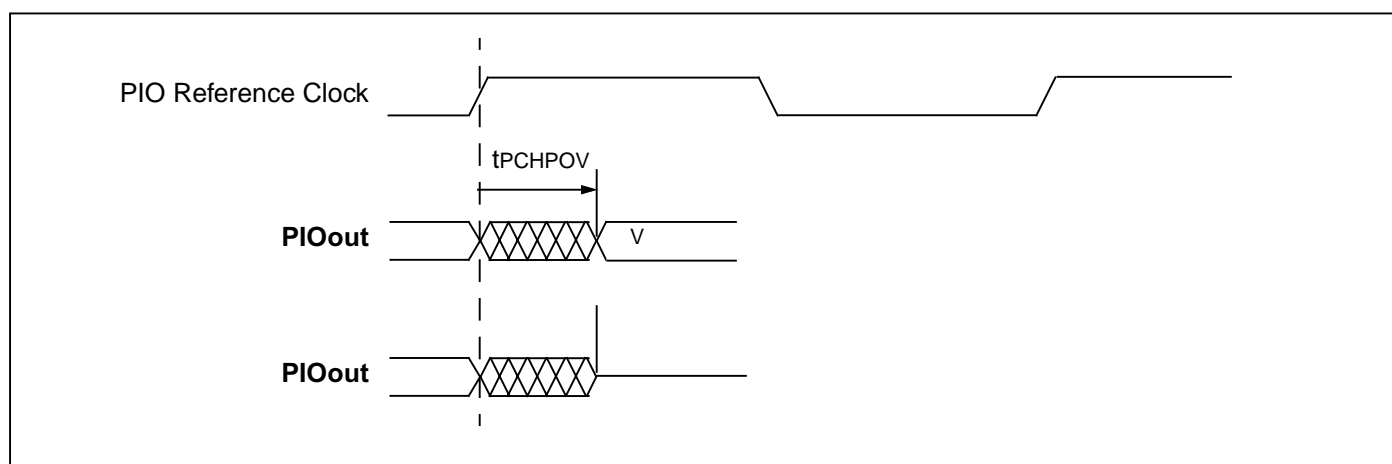 PIO Reference Clock
tPCHPOV
PIOout
V
PIOout